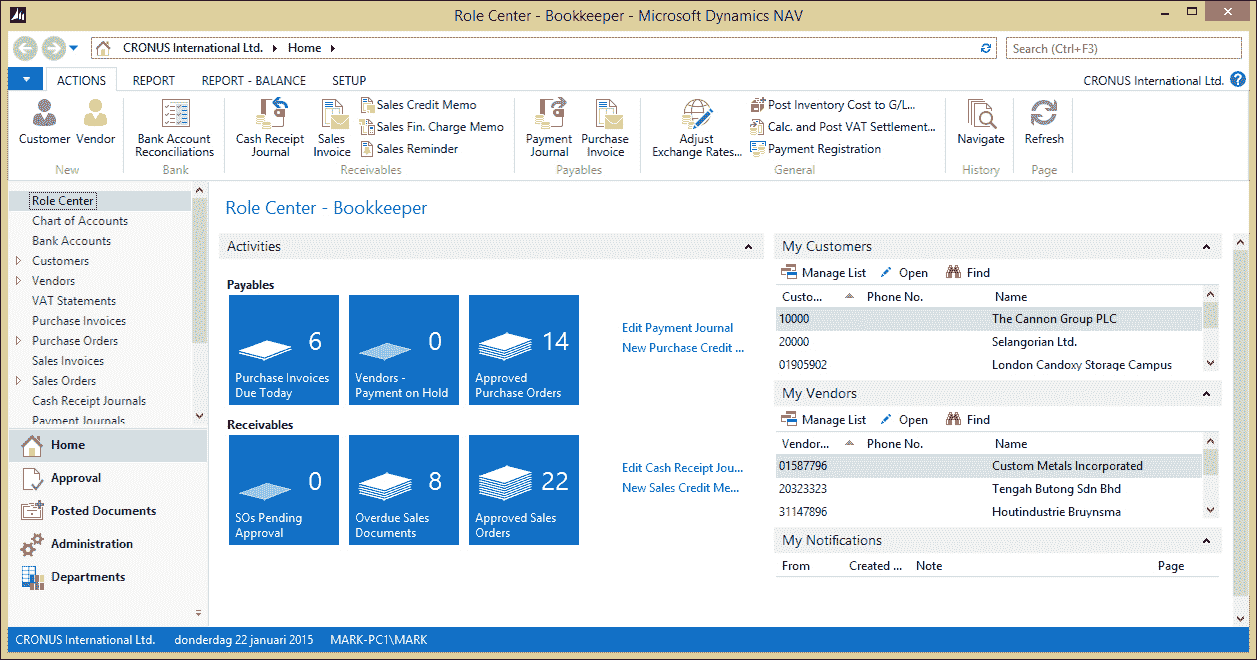 Role Center - Bookkeeper - Microsoft Dynamics NAV
CRONUS International Ltd. Home
Search (Ctrl+F3)
ACTIONS REPORT REPORT - BALANCE SETUP
CRONUS International Ltd.
Customer Vendor
New
Bank Account
Reconciliations
Bank
Cash Receipt
Journal
Sales
Invoice
Sales Credit Memo
Sales Fin. Charge Memo
Sales Reminder
Receivables
Payment
Journal
Purchase
Invoice
Payables
Adjust
Exchange Rates...
Post Inventory Cost to G/L...
Calc. and Post VAT Settlement...
Payment Registration
General
Navigate
History
Refresh
Page
Role Center
Chart of Accounts
Bank Accounts
Customers
Vendors
VAT Statements
Purchase Invoices
Purchase Orders
Sales Invoices
Sales Orders
Cash Receipt Journals
Payment Journals
Home
Approval
Posted Documents
Administration
Departments
Role Center - Bookkeeper
Activities
Payables
6
Purchase Invoices
Due Today
0
Vendors -
Payment on Hold
14
Approved
Purchase Orders
Edit Payment Journal
New Purchase Credit ...
Receivables
0
SOs Pending
Approval
8
Overdue Sales
Documents
22
Approved Sales
Orders
Edit Cash Receipt Jou...
New Sales Credit Me...
My Customers
Manage List Open Find
Custo... Phone No. Name
10000 The Cannon Group PLC
20000 Selangorian Ltd.
01905902 London Candoxy Storage Campus
My Vendors
Manage List Open Find
Vendor... Phone No. Name
01587796 Custom Metals Incorporated
20323323 Tengah Butong Sdn Bhd
31147896 Houtindustrie Bruynsma
My Notifications
From Created ... Note Page
CRONUS International Ltd. donderdag 22 januari 2015 MARK-PC1\MARK